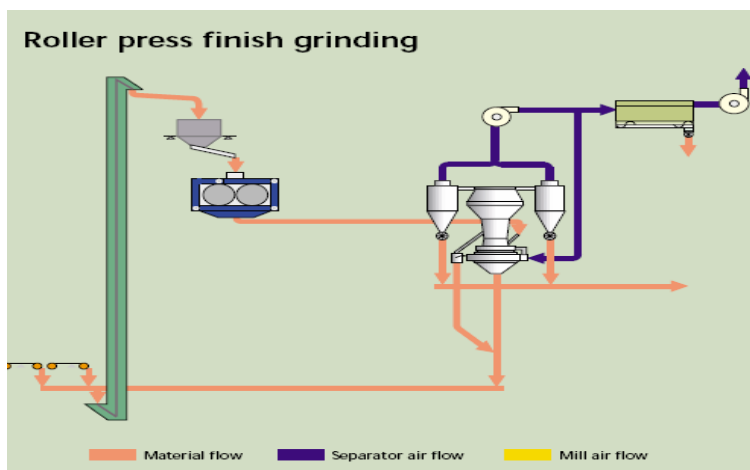 Roller press finish grinding
Material flow
Separator air flow
Mill air flow